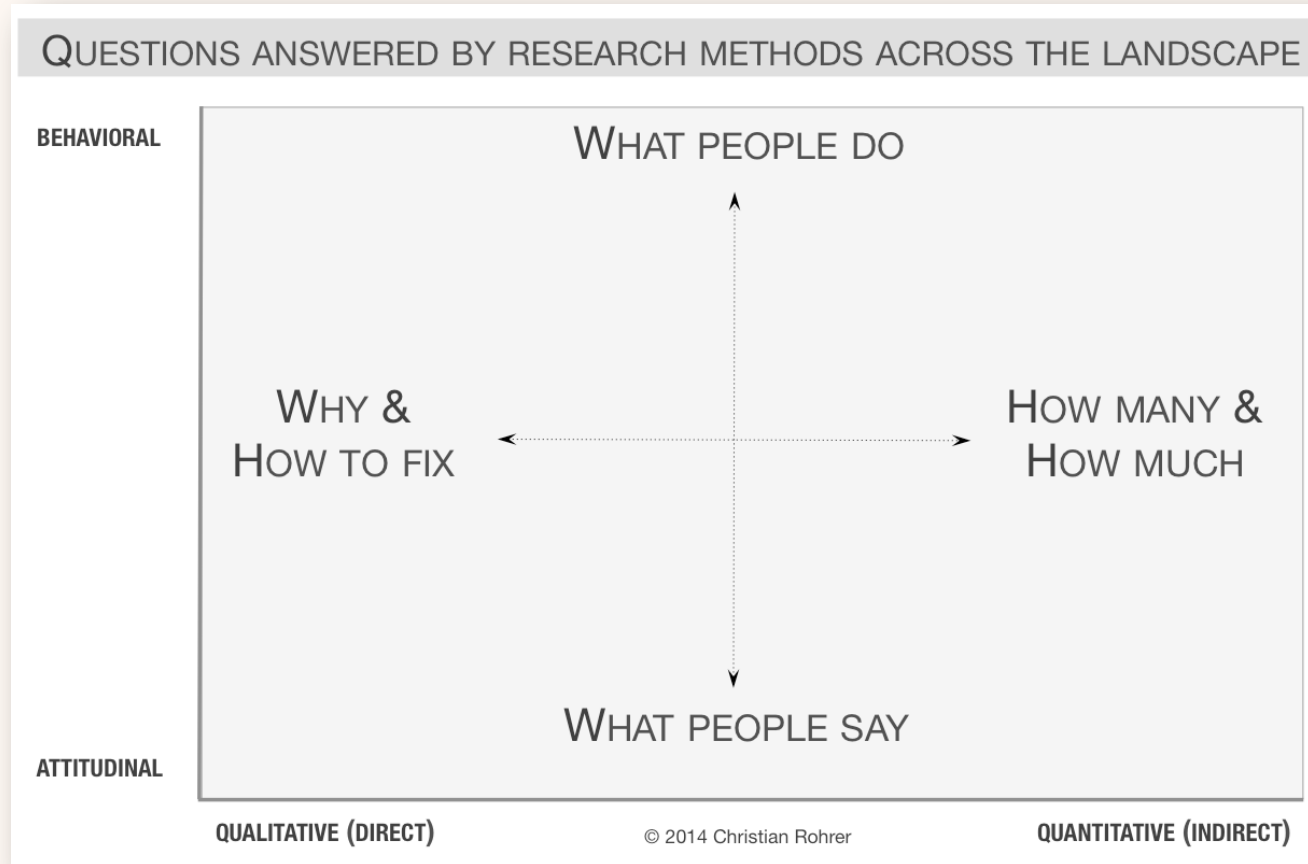 QUESTIONS ANSWERED BY RESEARCH METHODS ACROSS THE LANDSCAPE
BEHAVIORAL
WHAT PEOPLE DO
WHY &
HOW TO FIX
HOW MANY &
HOW MUCH
WHAT PEOPLE SAY
ATTITUDINAL
QUALITATIVE (DIRECT)
© 2014 Christian Rohrer
QUANTITATIVE (INDIRECT)